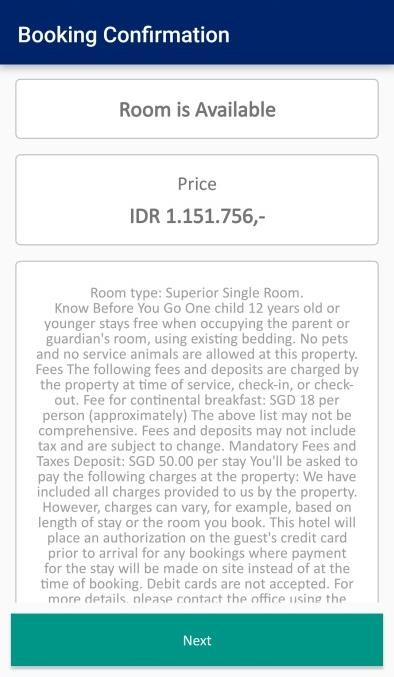 Booking Confirmation
Room is Available
Price
IDR 1.151.756,-
Room type: Superior Single Room.
Know Before You Go One child 12 years old or
younger stays free when occupying the parent or
guardian's room, using existing bedding. No pets
and no service animals are allowed at this property.
Fees The following fees and deposits are charged by
the property at time of service, check-in, or check-
out. Fee for continental breakfast: SGD 18 per
person (approximately) The above list may not be
comprehensive. Fees and deposits may not include
tax and are subject to change. Mandatory Fees and
Taxes Deposit: SGD 50.00 per stay You'll be asked to
pay the following charges at the property: We have
included all charges provided to us by the property.
However, charges can vary, for example, based on
length of stay or the room you book. This hotel will
place an authorization on the guest's credit card
prior to arrival for any bookings where payment
for the stay will be made on site instead of at the
time of booking. Debit cards are not accepted. For
more details, please contact the office using the
Next